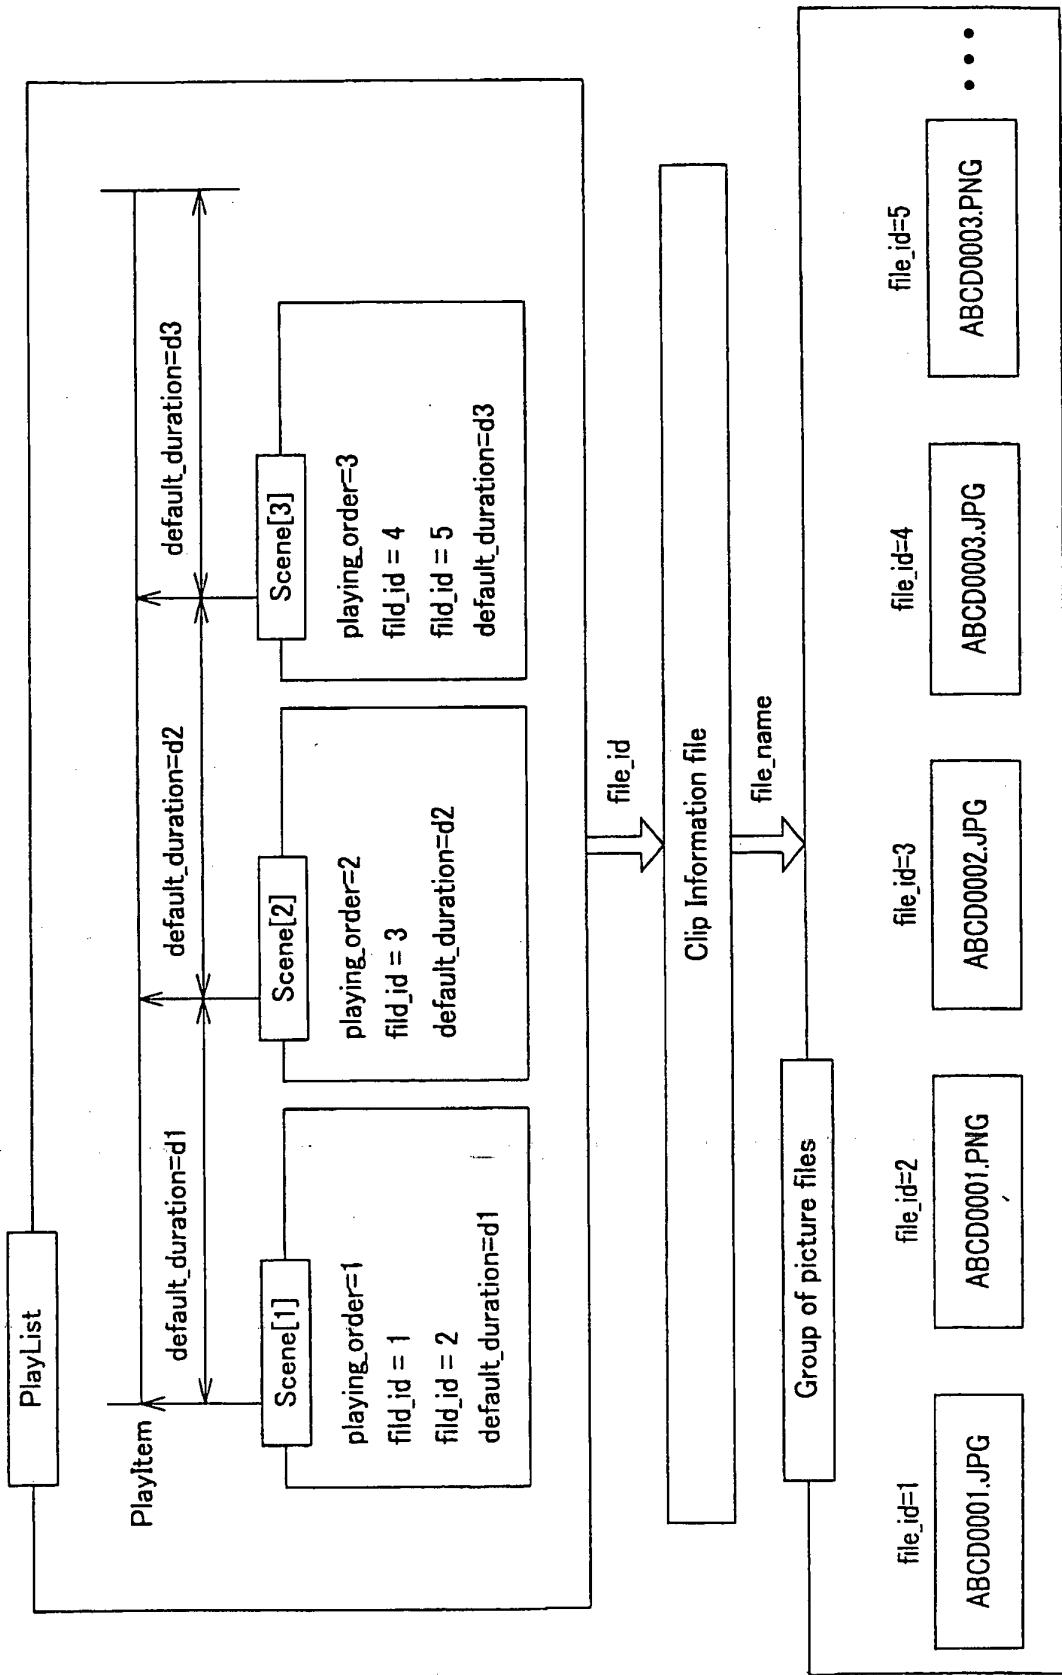 PlayList
PlayItem
default_duration=d1
default_duration=d2
default_duration=d3
Scene[1]
playing_order=1
fild_id = 1
fild_id = 2
default_duration=d1
Scene[2]
playing_order=2
fild_id = 3
default_duration=d2
Scene[3]
playing_order=3
fild_id = 4
fild_id = 5
default_duration=d3
file_id
Clip Information file
file_name
Group of picture files
file_id=1
ABCD0001.JPG
file_id=2
ABCD0001.PNG
file_id=3
ABCD0002.JPG
file_id=4
ABCD0003.JPG
file_id=5
ABCD0003.PNG
• • •